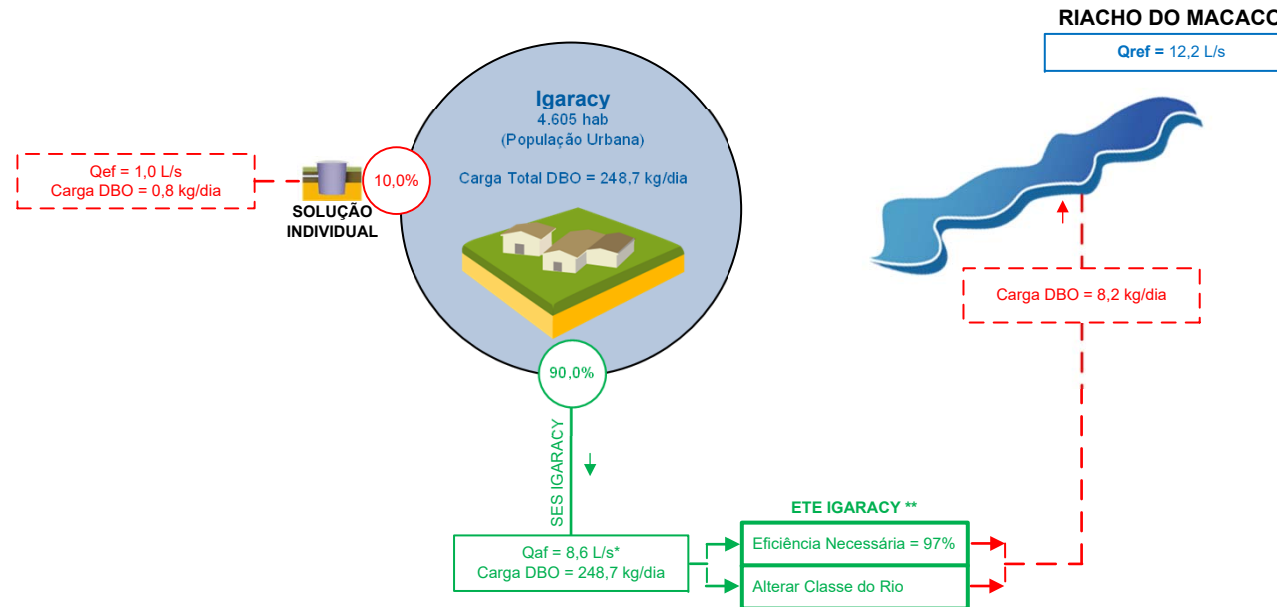 RIACHO DO MACACO
Qref = 12,2 L/s
Igaracy
4.605 hab
(População Urbana)
Carga Total DBO = 248,7 kg/dia
Qef = 1,0 L/s
Carga DBO = 0,8 kg/dia
10,0%
SOLUÇÃO
INDIVIDUAL
Carga DBO = 8,2 kg/dia
90,0%
SES IGARACY
ETE IGARACY **
Qaf = 8,6 L/s*
Carga DBO = 248,7 kg/dia
Eficiência Necessária = 97%
Alterar Classe do Rio